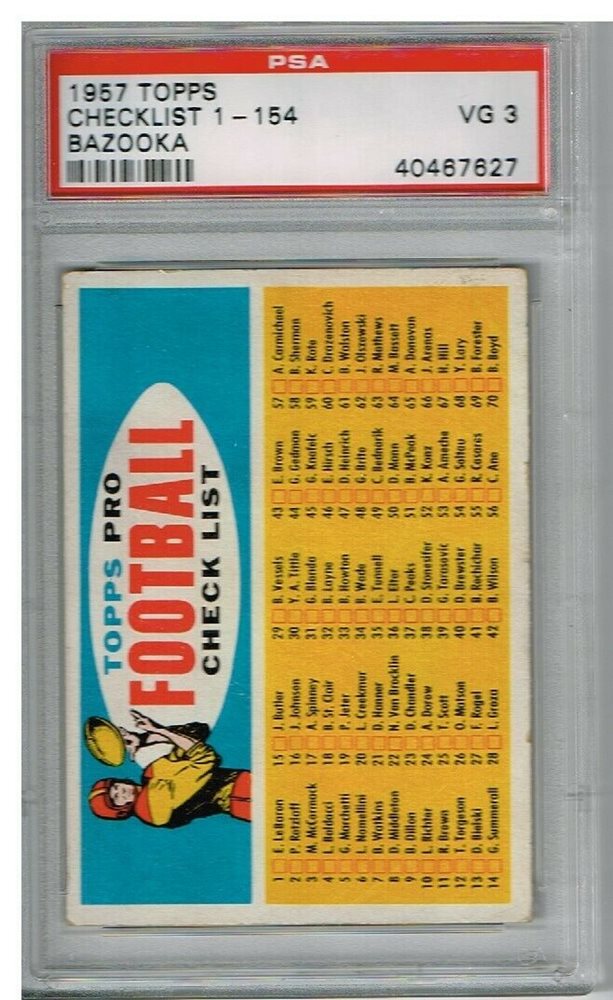 PSA
1957 TOPPS
CHECKLIST 1-154 VG 3
BAZOOKA
40467627
TOPPS PRO
FOOTBALL
CHECK LIST
1 E. LeBaron
2 P. Retzlaff
3 M. McCormack
4 L. Baldacci
5 G. Marchetti
6 L. Nomellini
7 B. Watkins
8 D. Middleton
9 B. Dillon
10 L. Richter
11 R. Brown
12 T. Torgeson
13 D. Bielski
14 G. Summerall
15 J. Butler
16 J. Johnson
17 A. Spinney
18 B. St. Clair
19 P. Jeter
20 L. Creekmur
21 D. Hanner
22 N. Van Brocklin
23 D. Chandler
24 A. Dorow
25 T. Scott
26 O. Matson
27 F. Rogel
28 L. Groza
29 B. Vessels
30 Y. A. Tittle
31 G. Blanda
32 B. Layne
33 B. Howton
34 B. Wade
35 E. Tunnell
36 L. Elter
37 C. Peaks
38 D. Stonesifer
39 G. Tarasovic
40 D. Brewster
41 B. Rechichar
42 B. Wilson
43 E. Brown
44 G. Gedman
45 G. Knafelc
46 E. Hirsch
47 D. Heinrich
48 G. Brito
49 C. Bednarik
50 D. Mann
51 B. McPeak
52 K. Konz
53 A. Ameche
54 G. Soltau
55 R. Casares
56 C. Ane
57 A. Carmichael
58 B. Sherman
59 K. Rote
60 C. Drazenovich
61 B. Walston
62 J. Olszewski
63 R. Mathews
64 M. Bassett
65 A. Donovan
66 J. Arenas
67 H. Hill
68 Y. Lary
69 B. Forester
70 B. Boyd